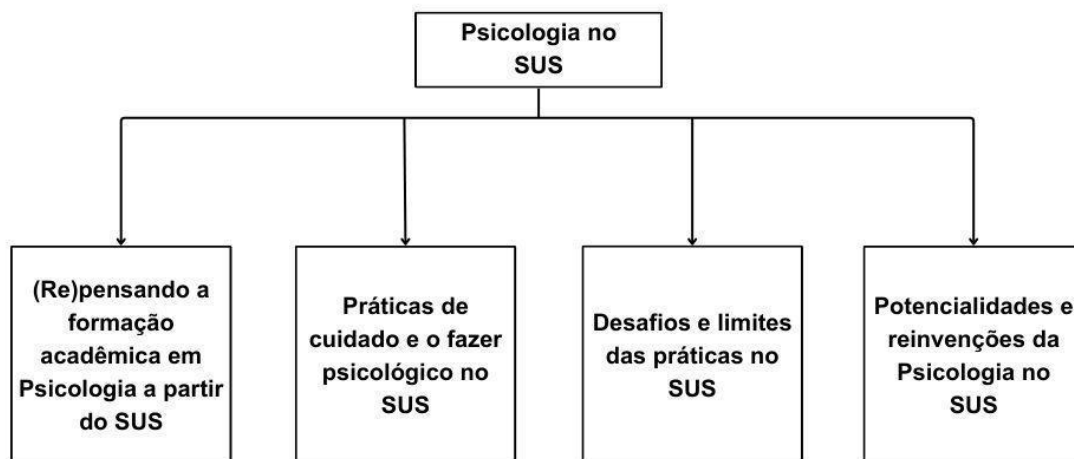 Psicologia no
SUS
(Re)pensando a
formação
acadêmica em
Psicologia a partir
do SUS
Práticas de
cuidado e o fazer
psicológico no
SUS
Desafios e limites
das práticas no
SUS
Potencialidades e
reinvenções da
Psicologia no
SUS